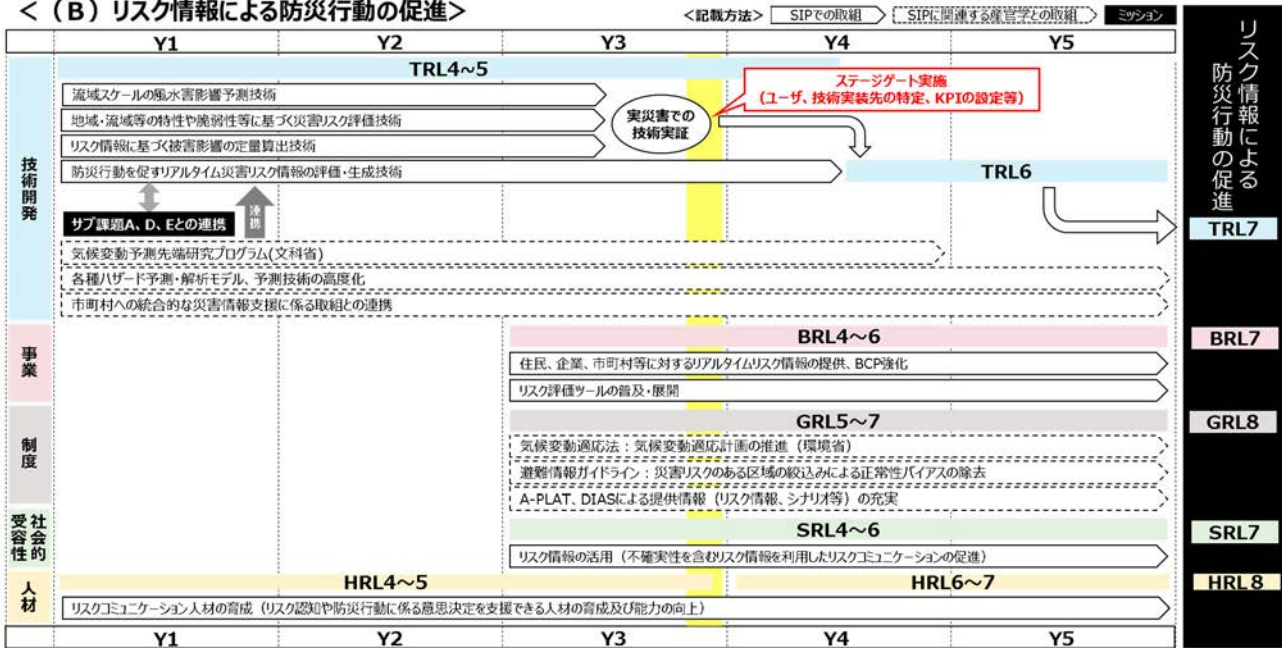 ＜（B）リスク情報による防災行動の促進＞
＜記載方法＞ SIPでの取組 SIPに関連する産官学との取組 ミッション
Y1 Y2 Y3 Y4 Y5
技術開発
TRL4～5
流域スケールの風水害影響予測技術
地域・流域等の特性や脆弱性等に基づく災害リスク評価技術
リスク情報に基づく被害影響の定量算出技術
防災行動を促すリアルタイム災害リスク情報の評価・生成技術
実災害での
技術実証
ステージゲート実施
（ユーザ、技術実装先の特定、KPIの設定等）
TRL6
サブ課題A、D、Eとの連携
連携
気候変動予測先端研究プログラム(文科省)
各種ハザード予測・解析モデル、予測技術の高度化
市町村への統合的な災害情報支援に係る取組との連携
事業
BRL4～6
住民、企業、市町村等に対するリアルタイムリスク情報の提供、BCP強化
リスク評価ツールの普及・展開
制度
GRL5～7
気候変動適応法：気候変動適応計画の推進（環境省）
避難情報ガイドライン：災害リスクのある区域の絞込みによる正常性バイアスの除去
A-PLAT、DIASによる提供情報（リスク情報、シナリオ等）の充実
社会的
受容性
SRL4～6
リスク情報の活用（不確実性を含むリスク情報を利用したリスクコミュニケーションの促進）
人材
HRL4～5 HRL6～7
リスクコミュニケーション人材の育成（リスク認知や防災行動に係る意思決定を支援できる人材の育成及び能力の向上）
Y1 Y2 Y3 Y4 Y5
リスク情報による
防災行動の促進
TRL7
BRL7
GRL8
SRL7
HRL8